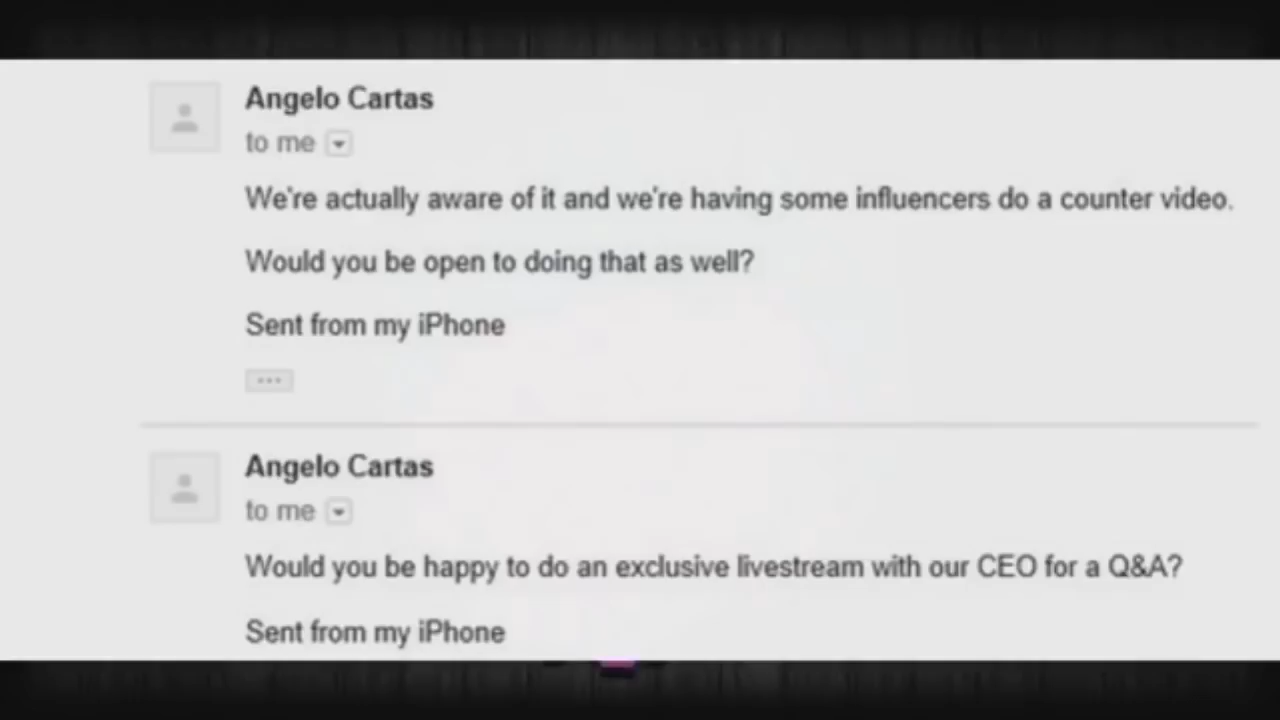 Angelo Cartas
to me
We're actually aware of it and we're having some influencers do a counter video.
Would you be open to doing that as well?
Sent from my iPhone
Angelo Cartas
to me
Would you be happy to do an exclusive livestream with our CEO for a Q&A?
Sent from my iPhone